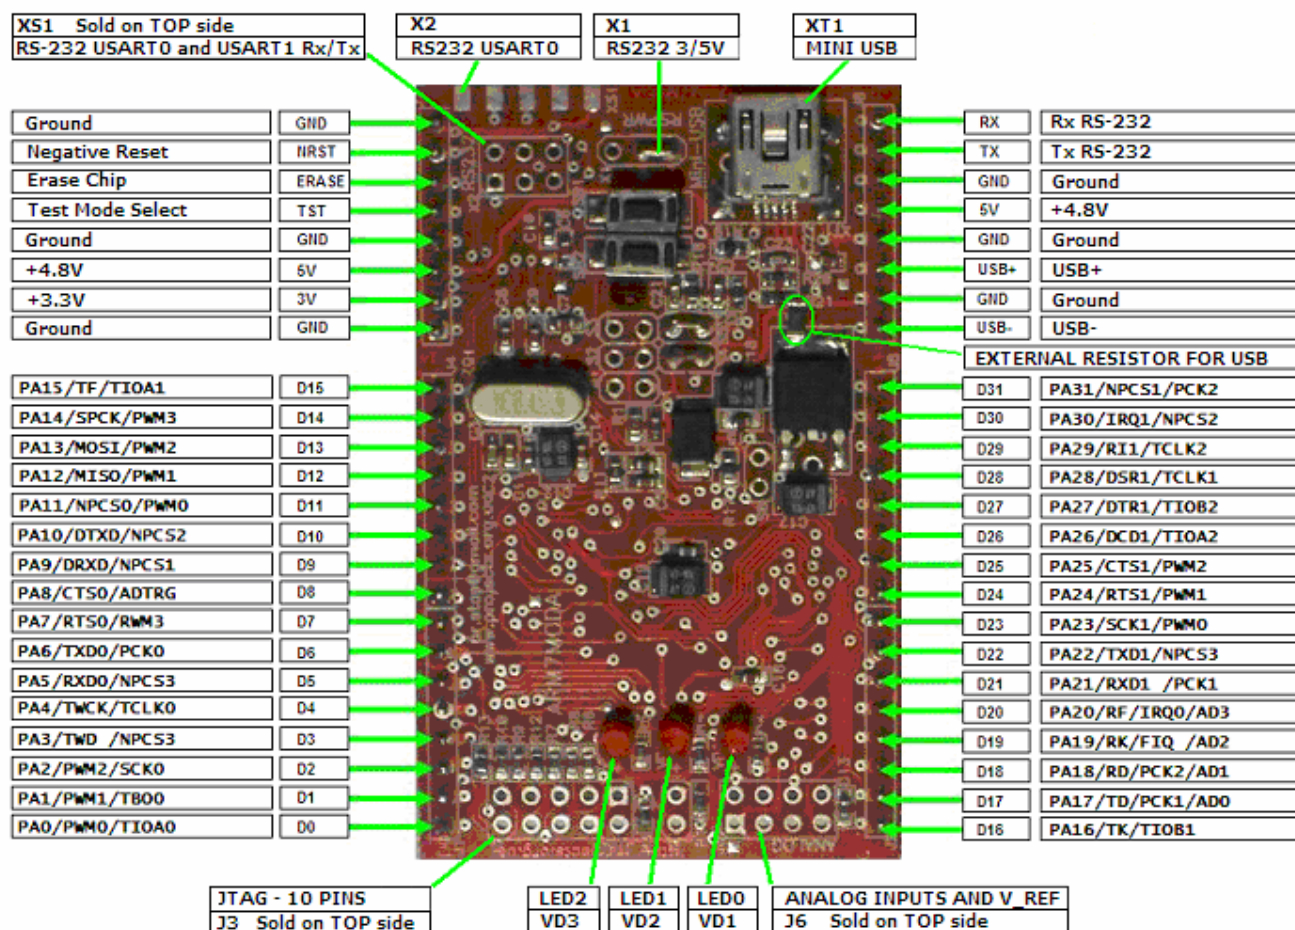 XS1 Sold on TOP side
RS-232 USART0 and USART1 Rx/Tx
X2
RS232 USART0
X1
RS232 3/5V
XT1
MINI USB
Ground GND
Negative Reset NRST
Erase Chip ERASE
Test Mode Select TST
Ground GND
+4.8V 5V
+3.3V 3V
Ground GND
PA15/TF/TIOA1 D15
PA14/SPCK/PWM3 D14
PA13/MOSI/PWM2 D13
PA12/MISO/PWM1 D12
PA11/NPCS0/PWM0 D11
PA10/DTXD/NPCS2 D10
PA9/DRXD/NPCS1 D9
PA8/CTS0/ADTRG D8
PA7/RTS0/RWM3 D7
PA6/TXD0/PCK0 D6
PA5/RXD0/NPCS3 D5
PA4/TWCK/TCLK0 D4
PA3/TWD /NPCS3 D3
PA2/PWM2/SCK0 D2
PA1/PWM1/TBO0 D1
PA0/PWM0/TIOA0 D0
XS1
RSPWR
Mini-USB
ARM7MODA
ANALOG
RX Rx RS-232
TX Tx RS-232
GND Ground
5V +4.8V
GND Ground
USB+ USB+
GND Ground
USB- USB-
EXTERNAL RESISTOR FOR USB
D31 PA31/NPCS1/PCK2
D30 PA30/IRQ1/NPCS2
D29 PA29/RI1/TCLK2
D28 PA28/DSR1/TCLK1
D27 PA27/DTR1/TIOB2
D26 PA26/DCD1/TIOA2
D25 PA25/CTS1/PWM2
D24 PA24/RTS1/PWM1
D23 PA23/SCK1/PWM0
D22 PA22/TXD1/NPCS3
D21 PA21/RXD1 /PCK1
D20 PA20/RF/IRQ0/AD3
D19 PA19/RK/FIQ /AD2
D18 PA18/RD/PCK2/AD1
D17 PA17/TD/PCK1/AD0
D16 PA16/TK/TIOB1
JTAG - 10 PINS
J3 Sold on TOP side
LED2
VD3
LED1
VD2
LED0
VD1
ANALOG INPUTS AND V_REF
J6 Sold on TOP side